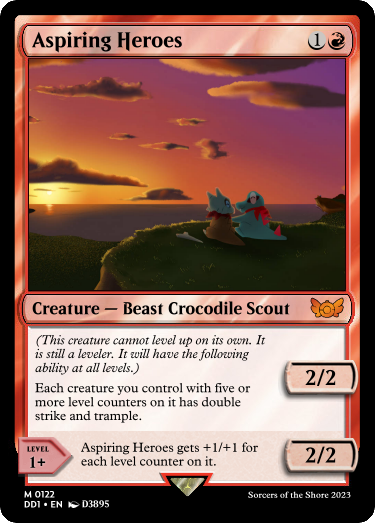 Aspiring Heroes 1
Creature — Beast Crocodile Scout
(This creature cannot level up on its own. It
is still a leveler. It will have the following
ability at all levels.)
2/2
Each creature you control with five or
more level counters on it has double
strike and trample.
LEVEL
1+
Aspiring Heroes gets +1/+1 for
each level counter on it.
2/2
M 0122
DD1 • EN D3895
Sorcers of the Shore 2023